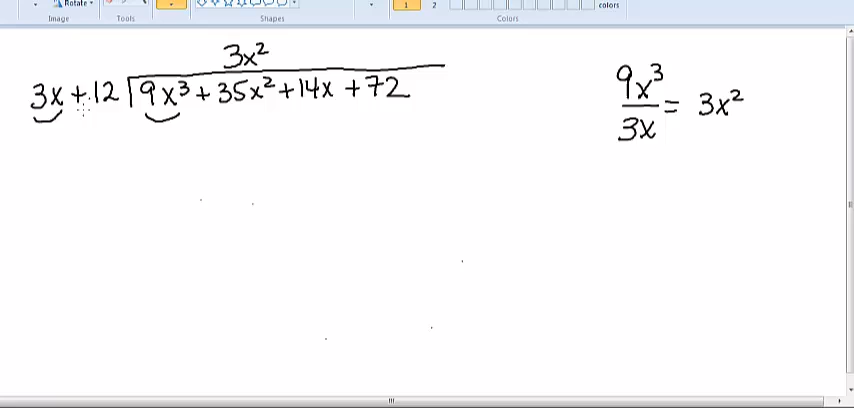 Rotate
1 2
colors
Image Tools Shapes Colors
3x²
3x + 12 9x³ + 35x² + 14x + 72
9x³
3x
= 3x²